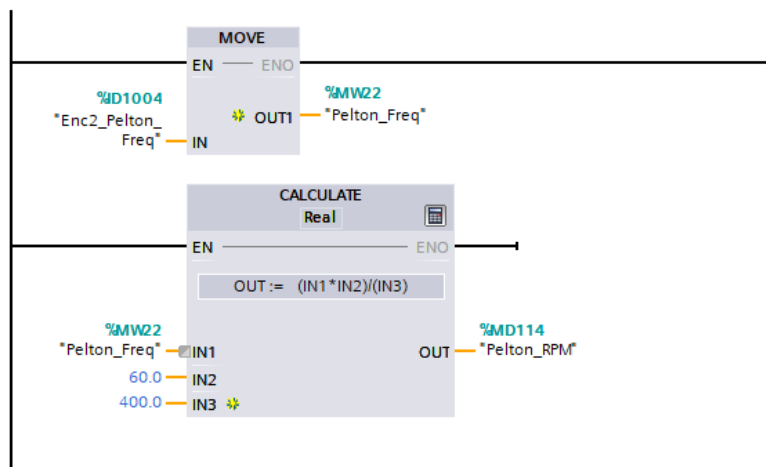 MOVE
EN
ENO
%ID1004
"Enc2_Pelton_
Freq"
IN
OUT1
%MW22
"Pelton_Freq"
CALCULATE
Real
EN
ENO
OUT := (IN1*IN2)/(IN3)
%MW22
"Pelton_Freq"
IN1
60.0
IN2
400.0
IN3
OUT
%MD114
"Pelton_RPM"